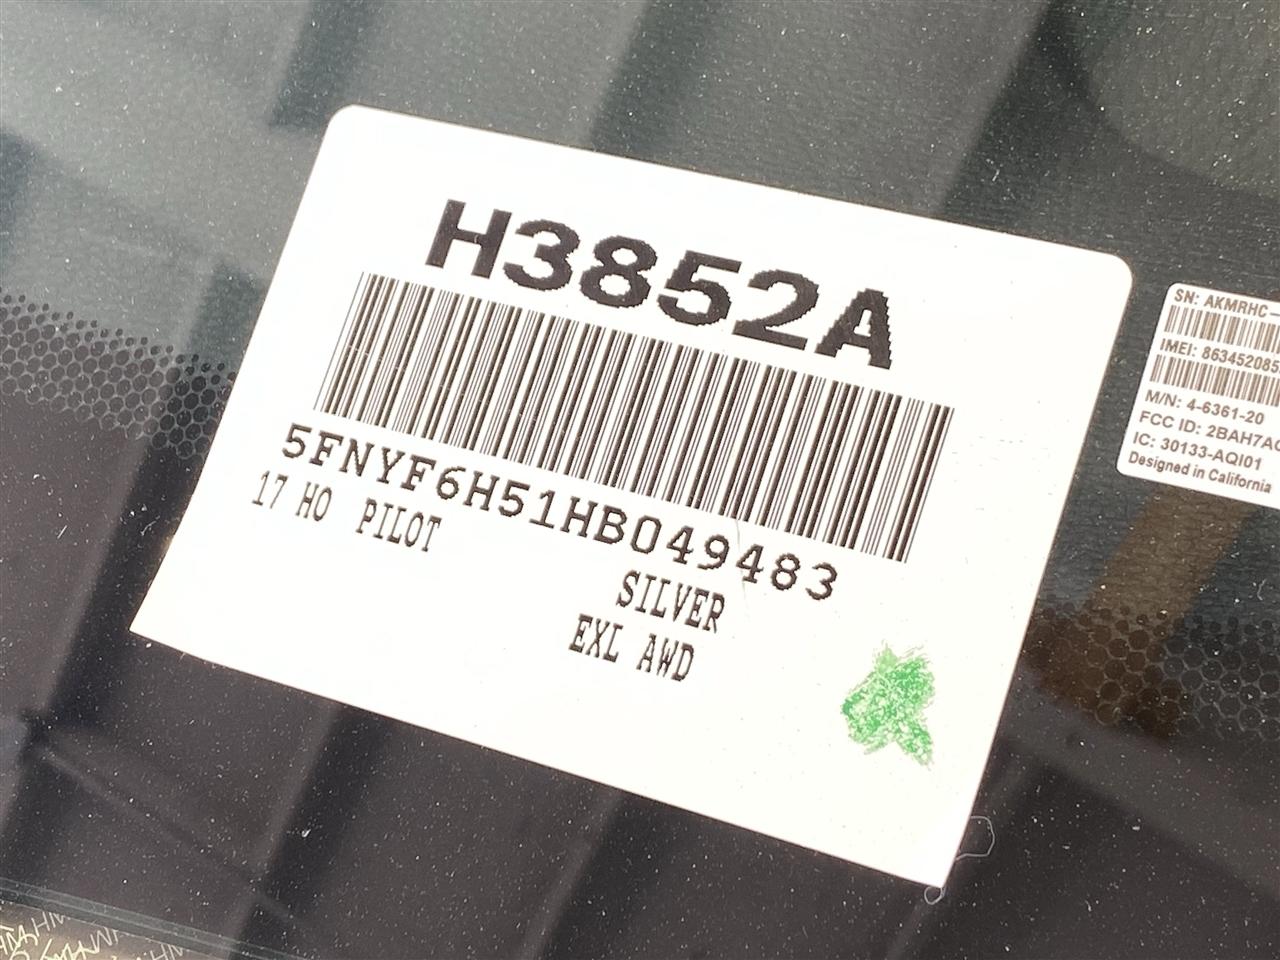 H3852A
5FNYF6H51HB049483
17 HO PILOT
SILVER
EXL AWD
SN: AKMRHC-
IMEI: 86345208
M/N: 4-6361-20
FCC ID: 2BAH7A
IC: 30133-AQI01
Designed in California